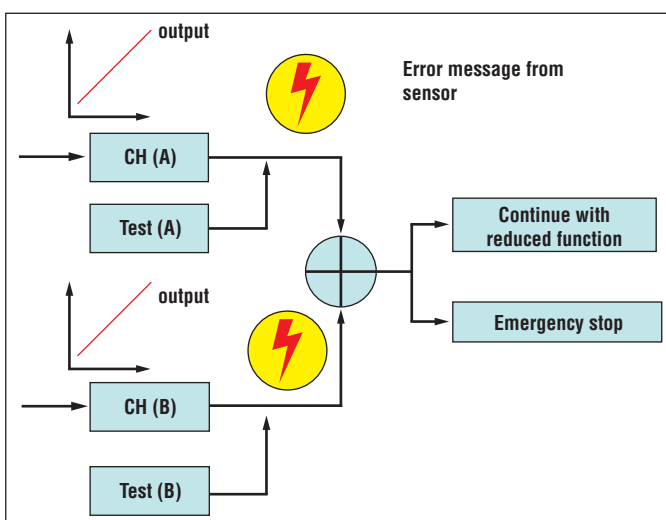 output
Error message from
sensor
CH (A)
Test (A)
Continue with
reduced function
output
Emergency stop
CH (B)
Test (B)